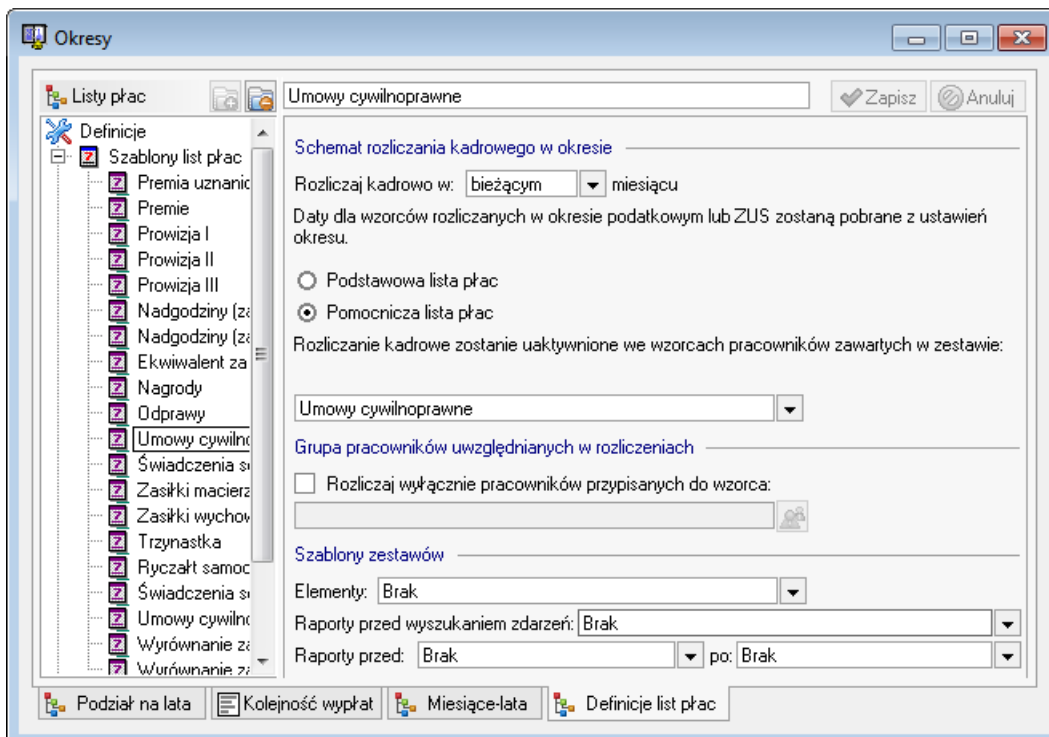 Okresy
Listy płac
Umowy cywilnoprawne
Zapisz
Anuluj
Definicje
Szablony list płac
Premia uznanic
Premie
Prowizja I
Prowizja II
Prowizja III
Nadgodziny (za
Nadgodziny (za
Ekwiwalent za
Nagrody
Odprawy
Umowy cywilno
Świadczenia so
Zasiłki macierz
Zasiłki wychow
Trzynastka
Ryczałt samoc
Świadczenia so
Umowy cywilno
Wyrównanie za
Wyrównanie za
Schemat rozliczania kadrowego w okresie
Rozliczaj kadrowo w: bieżącym miesiącu
Daty dla wzorców rozliczanych w okresie podatkowym lub ZUS zostaną pobrane z ustawień
okresu.
Podstawowa lista płac
Pomocnicza lista płac
Rozliczanie kadrowe zostanie uaktywnione we wzorcach pracowników zawartych w zestawie:
Umowy cywilnoprawne
Grupa pracowników uwzględnianych w rozliczeniach
Rozliczaj wyłącznie pracowników przypisanych do wzorca:
Szablony zestawów
Elementy: Brak
Raporty przed wyszukaniem zdarzeń: Brak
Raporty przed: Brak po: Brak
Podział na lata
Kolejność wypłat
Miesiące-lata
Definicje list płac